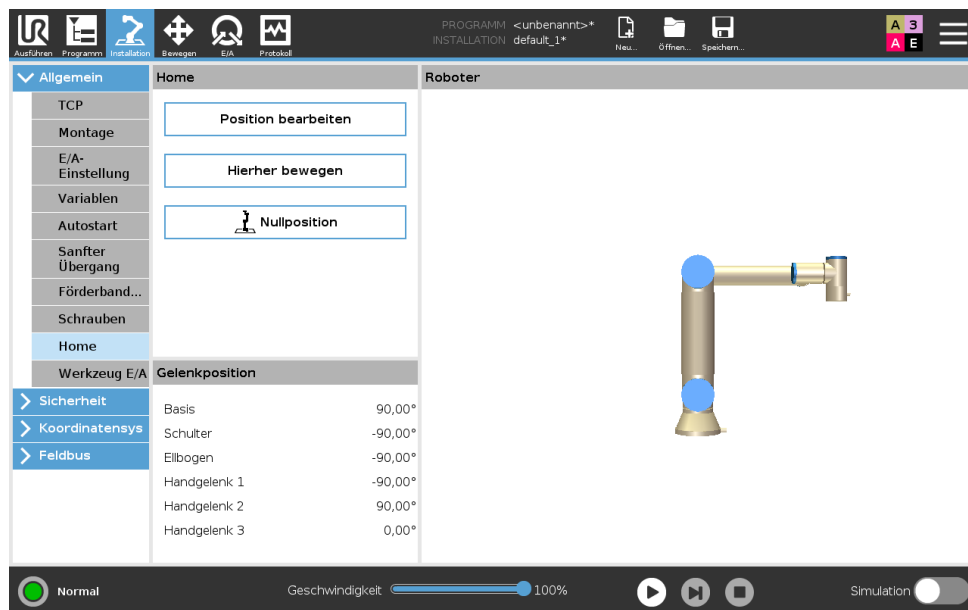 UR
PROGRAMM <unbenannt>*
INSTALLATION default_1*
A 3
A E
Ausführen Programm Installation Bewegen E/A Protokoll
Neu... Öffnen... Speichern...
Allgemein
TCP
Montage
E/A-
Einstellung
Variablen
Autostart
Sanfter
Übergang
Förderband...
Schrauben
Home
Werkzeug E/A
Sicherheit
Koordinatensys
Feldbus
Home
Position bearbeiten
Hierher bewegen
Nullposition
Gelenkposition
Basis 90,00°
Schulter -90,00°
Ellbogen -90,00°
Handgelenk 1 -90,00°
Handgelenk 2 90,00°
Handgelenk 3 0,00°
Roboter
Normal
Geschwindigkeit 100%
Simulation